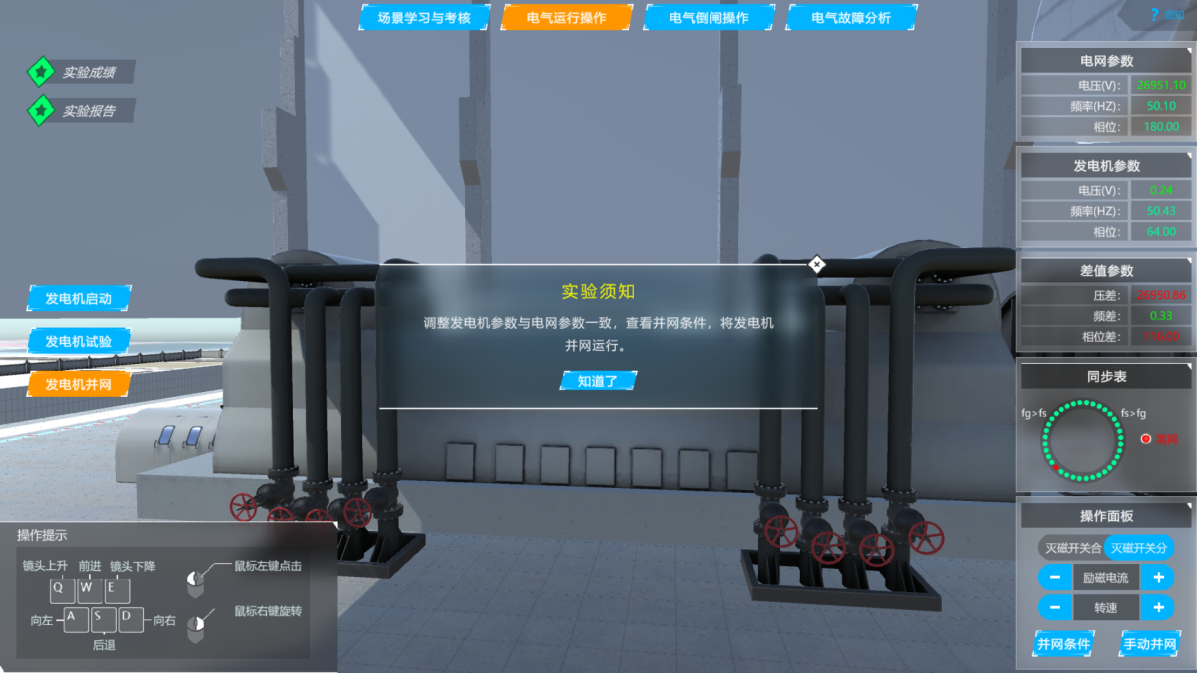 场景学习与考核
电气运行操作
电气倒闸操作
电气故障分析
?
实验成绩
实验报告
发电机启动
发电机试验
发电机并网
实验须知
调整发电机参数与电网参数一致，查看并网条件，将发电机
并网运行。
知道了
电网参数
电压(V)： 26951.10
频率(HZ)： 50.10
相位： 180.00
发电机参数
电压(V)： 0.24
频率(HZ)： 50.43
相位： 64.00
差值参数
压差： 26950.86
频差： 0.33
相位差： 116.00
同步表
fg>fs
fs>fg
操作面板
灭磁开关合 灭磁开关分
− 励磁电流 +
− 转速 +
并网条件 手动并网
操作提示
镜头上升 前进 镜头下降
Q W E
向左 A S D 向右
后退
鼠标左键点击
鼠标右键旋转